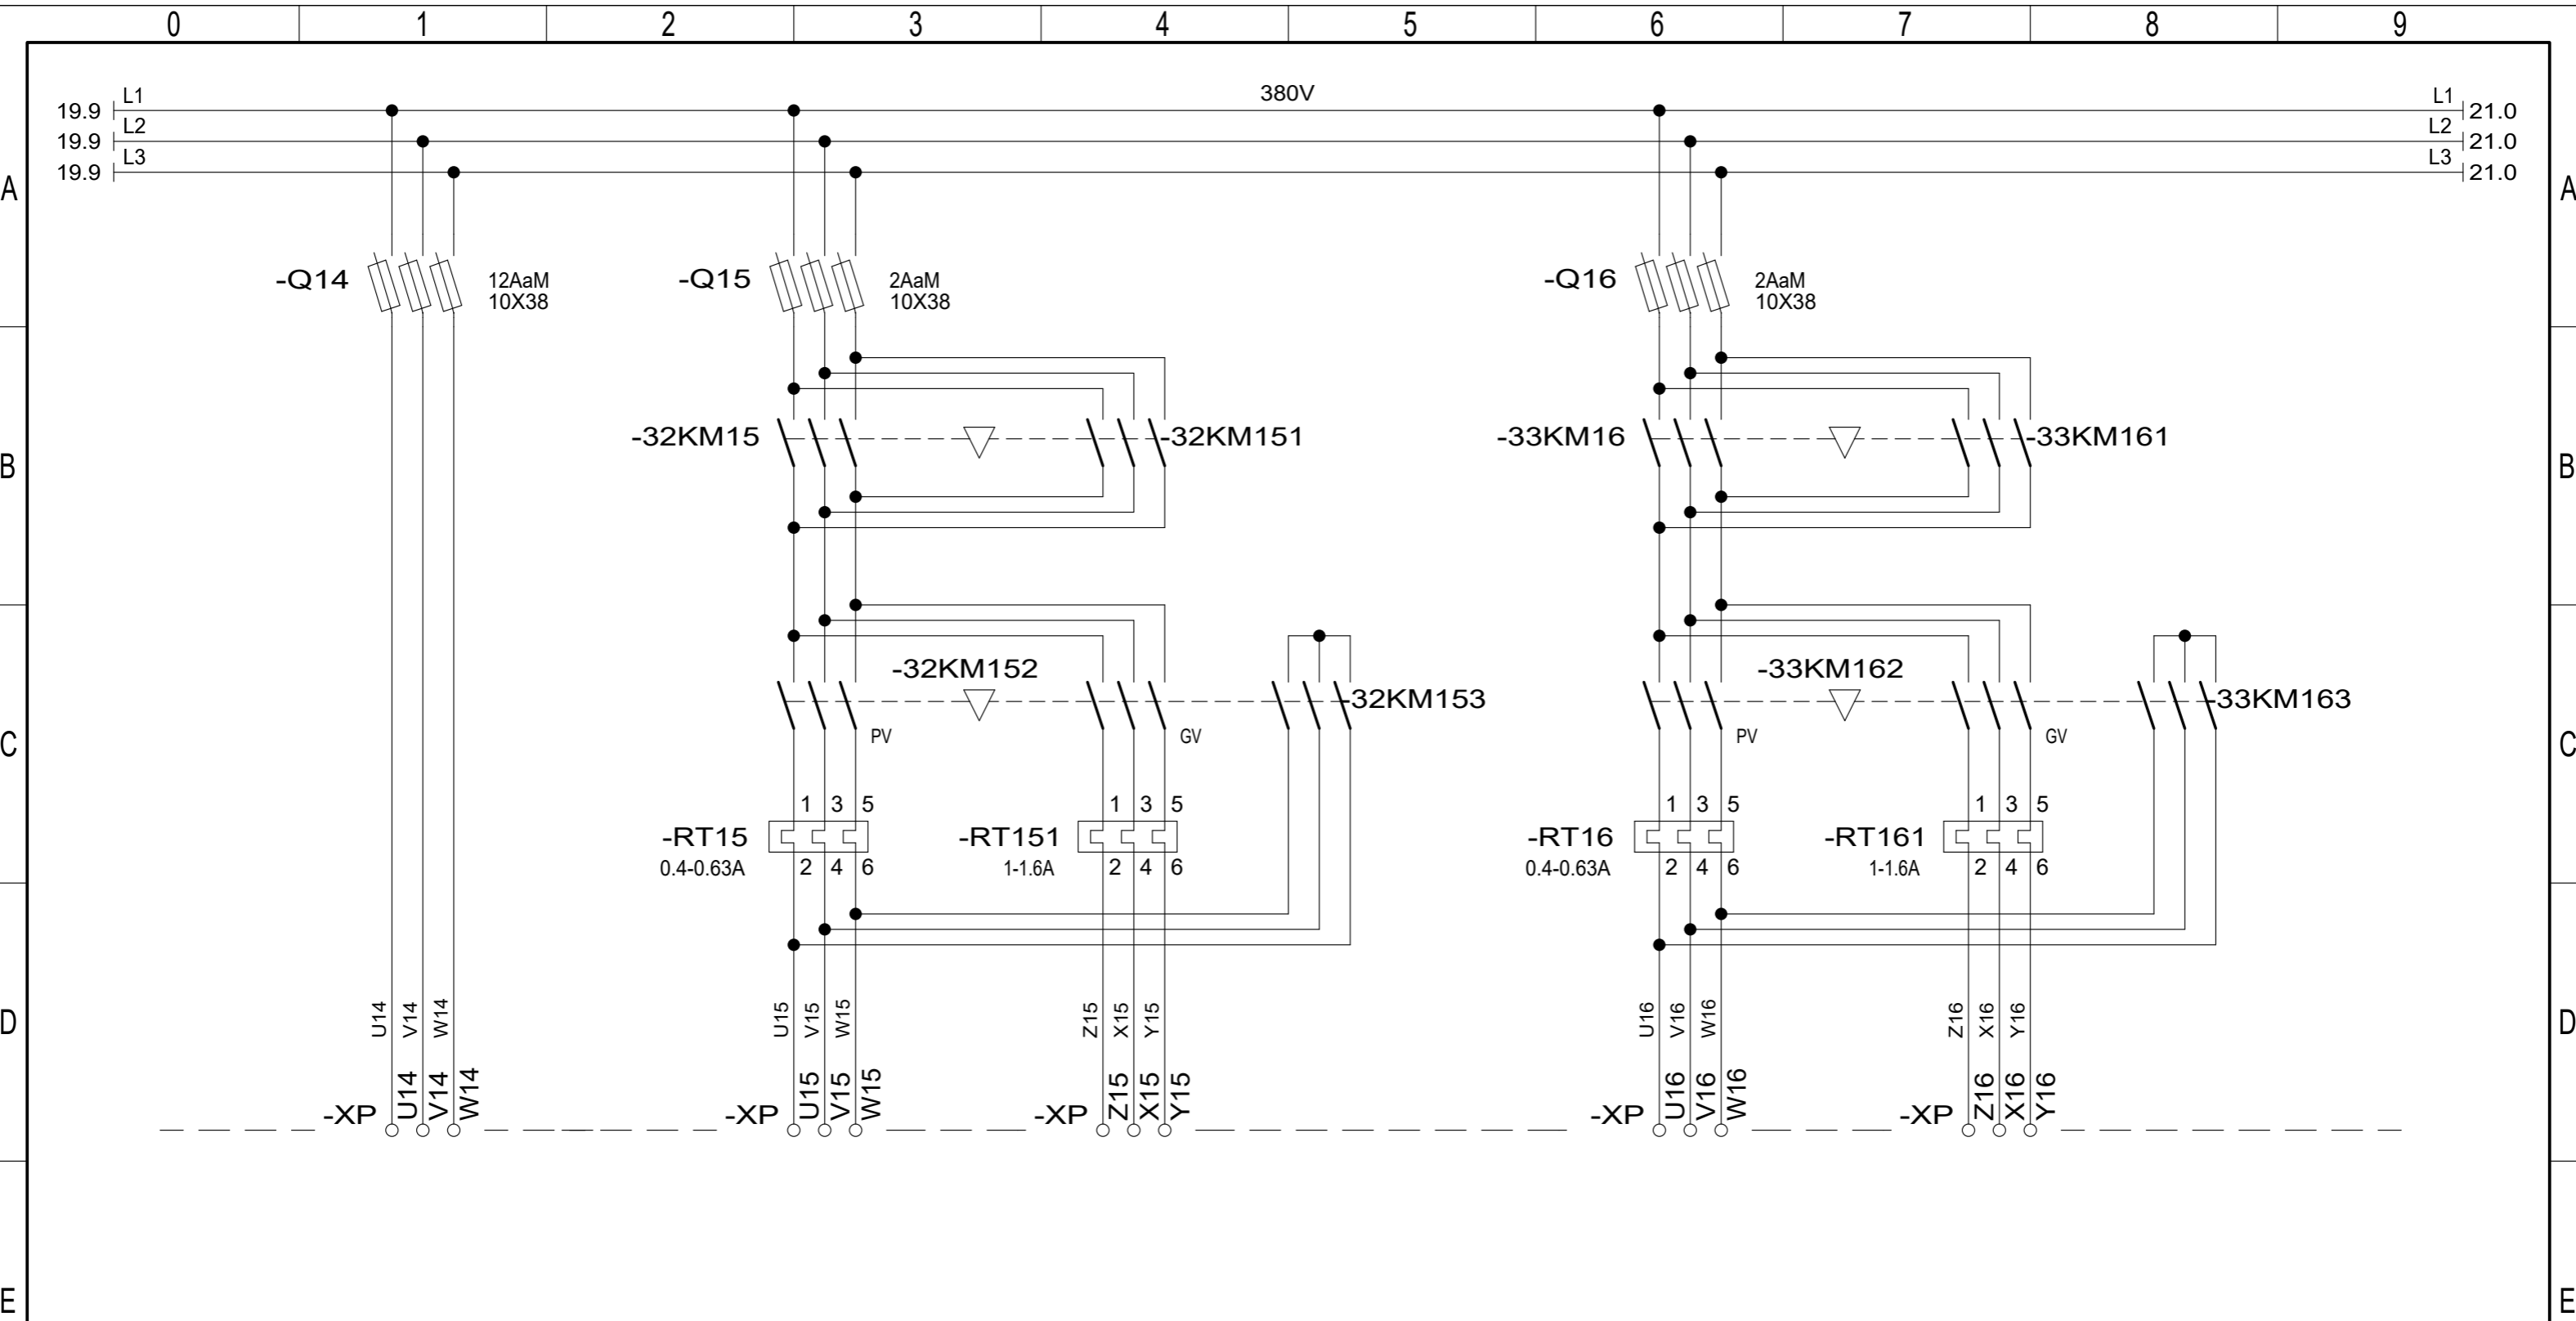 0 1 2 3 4 5 6 7 8 9
380V
19.9 L1 L1 21.0
19.9 L2 L2 21.0
19.9 L3 L3 21.0
A A
-Q14 12AaM -Q15 2AaM -Q16 2AaM
10X38 10X38 10X38
-32KM15 -32KM151 -33KM16 -33KM161
B B
-32KM152 -33KM162
-32KM153 -33KM163
PV GV PV GV
C C
1 3 5 1 3 5 1 3 5 1 3 5
-RT15 -RT151 -RT16 -RT161
0.4-0.63A 2 4 6 1-1.6A 2 4 6 0.4-0.63A 2 4 6 1-1.6A 2 4 6
U14 V14 W14 U15 V15 W15 Z15 X15 Y15 U16 V16 W16 Z16 X16 Y16
D D
-XP U14 V14 W14 -XP U15 V15 W15 -XP Z15 X15 Y15 -XP U16 V16 W16 -XP Z16 X16 Y16
E E